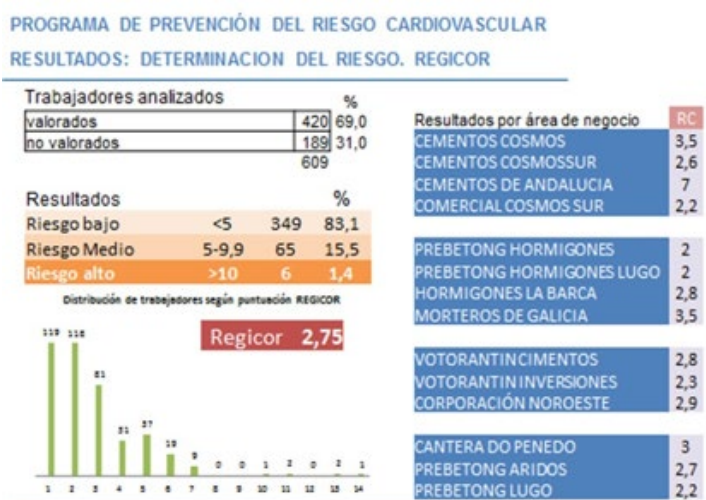 PROGRAMA DE PREVENCIÓN DEL RIESGO CARDIOVASCULAR
RESULTADOS: DETERMINACION DEL RIESGO. REGICOR
Trabajadores analizados %
valorados 420 69,0
no valorados 189 31,0
609
Resultados %
Riesgo bajo <5 349 83,1
Riesgo Medio 5-9,9 65 15,5
Riesgo alto >10 6 1,4
Distribución de trabajadores según puntuación REGICOR
Regicor 2,75
119 116 81 31 37 19 9 0 0 1 2 0 2 1
1 2 3 4 5 6 7 8 9 10 11 12 13 14
Resultados por área de negocio RC
CEMENTOS COSMOS 3,5
CEMENTOS COSMOSSUR 2,6
CEMENTOS DE ANDALUCIA 7
COMERCIAL COSMOS SUR 2,2
PREBETONG HORMIGONES 2
PREBETONG HORMIGONES LUGO 2
HORMIGONES LA BARCA 2,8
MORTEROS DE GALICIA 3,5
VOTORANTIN CIMENTOS 2,8
VOTORANTIN INVERSIONES 2,3
CORPORACIÓN NOROESTE 2,9
CANTERA DO PENEDO 3
PREBETONG ARIDOS 2,7
PREBETONG LUGO 2,2